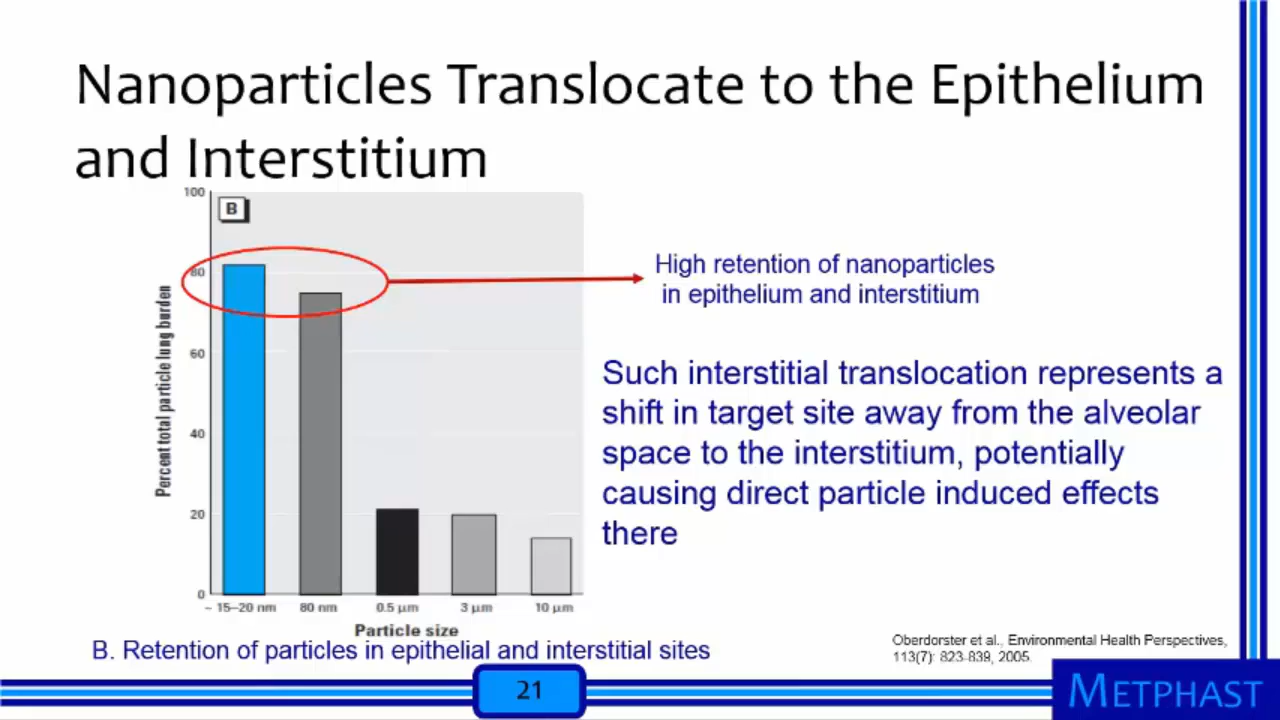 Nanoparticles Translocate to the Epithelium
and Interstitium
100
B
80
60
40
20
0
Percent total particle lung burden
~ 15–20 nm 80 nm 0.5 µm 3 µm 10 µm
Particle size
High retention of nanoparticles
in epithelium and interstitium
Such interstitial translocation represents a
shift in target site away from the alveolar
space to the interstitium, potentially
causing direct particle induced effects
there
B. Retention of particles in epithelial and interstitial sites
Oberdorster et al., Environmental Health Perspectives,
113(7): 823-839, 2005.
21
METPHAST